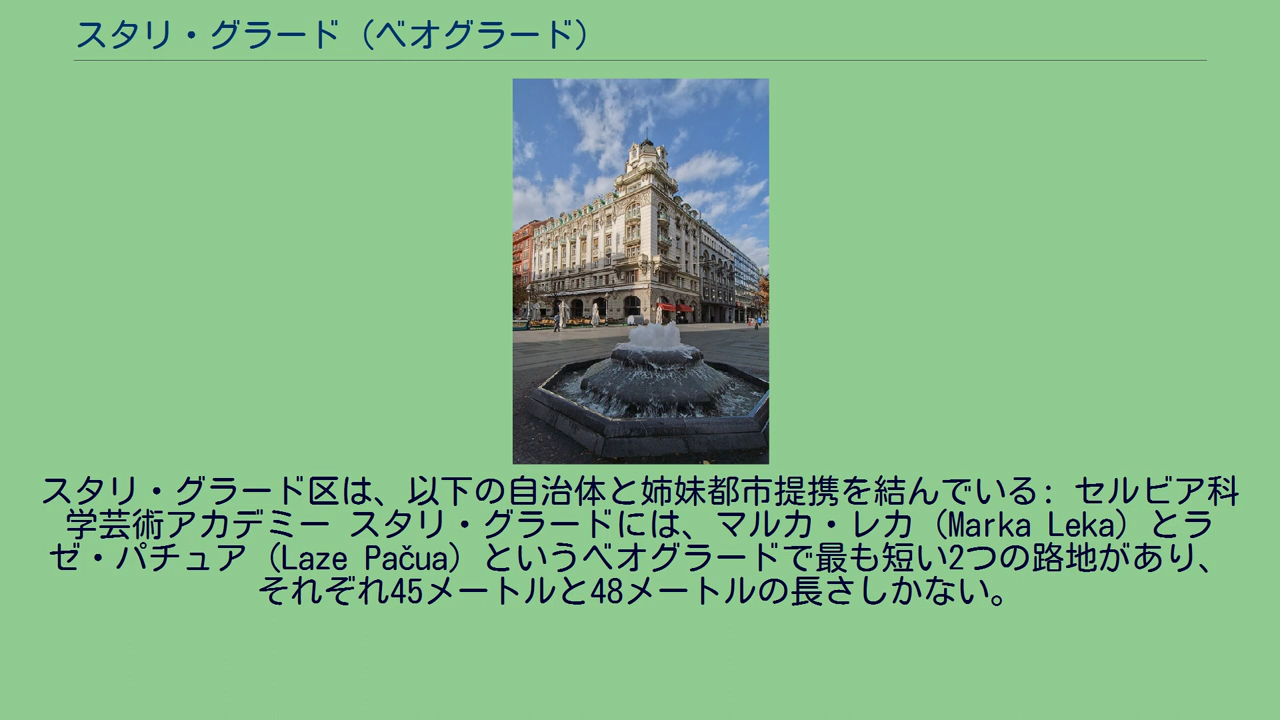 スタリ・グラード（ベオグラード）
スタリ・グラード区は、以下の自治体と姉妹都市提携を結んでいる: セルビア科
学芸術アカデミー スタリ・グラードには、マルカ・レカ（Marka Leka）とラ
ゼ・パチュア（Laze Pačua）というベオグラードで最も短い2つの路地があり、
それぞれ45メートルと48メートルの長さしかない。